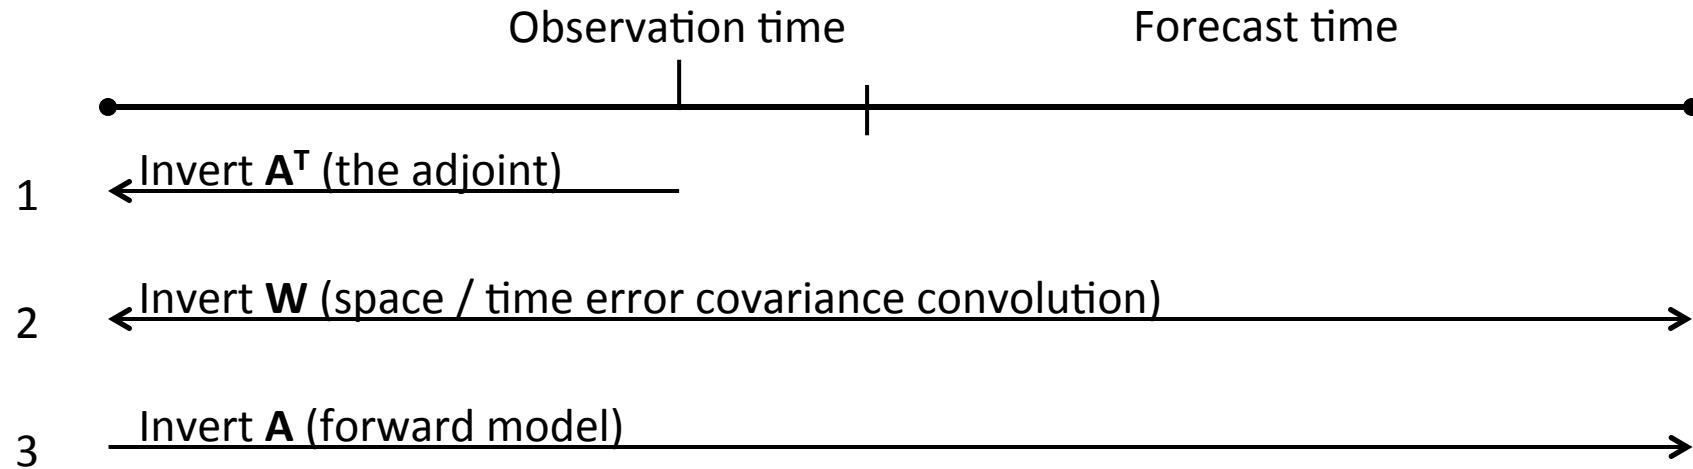 Observation time
Forecast time
1 Invert Aᵀ (the adjoint)
2 Invert W (space / time error covariance convolution)
3 Invert A (forward model)